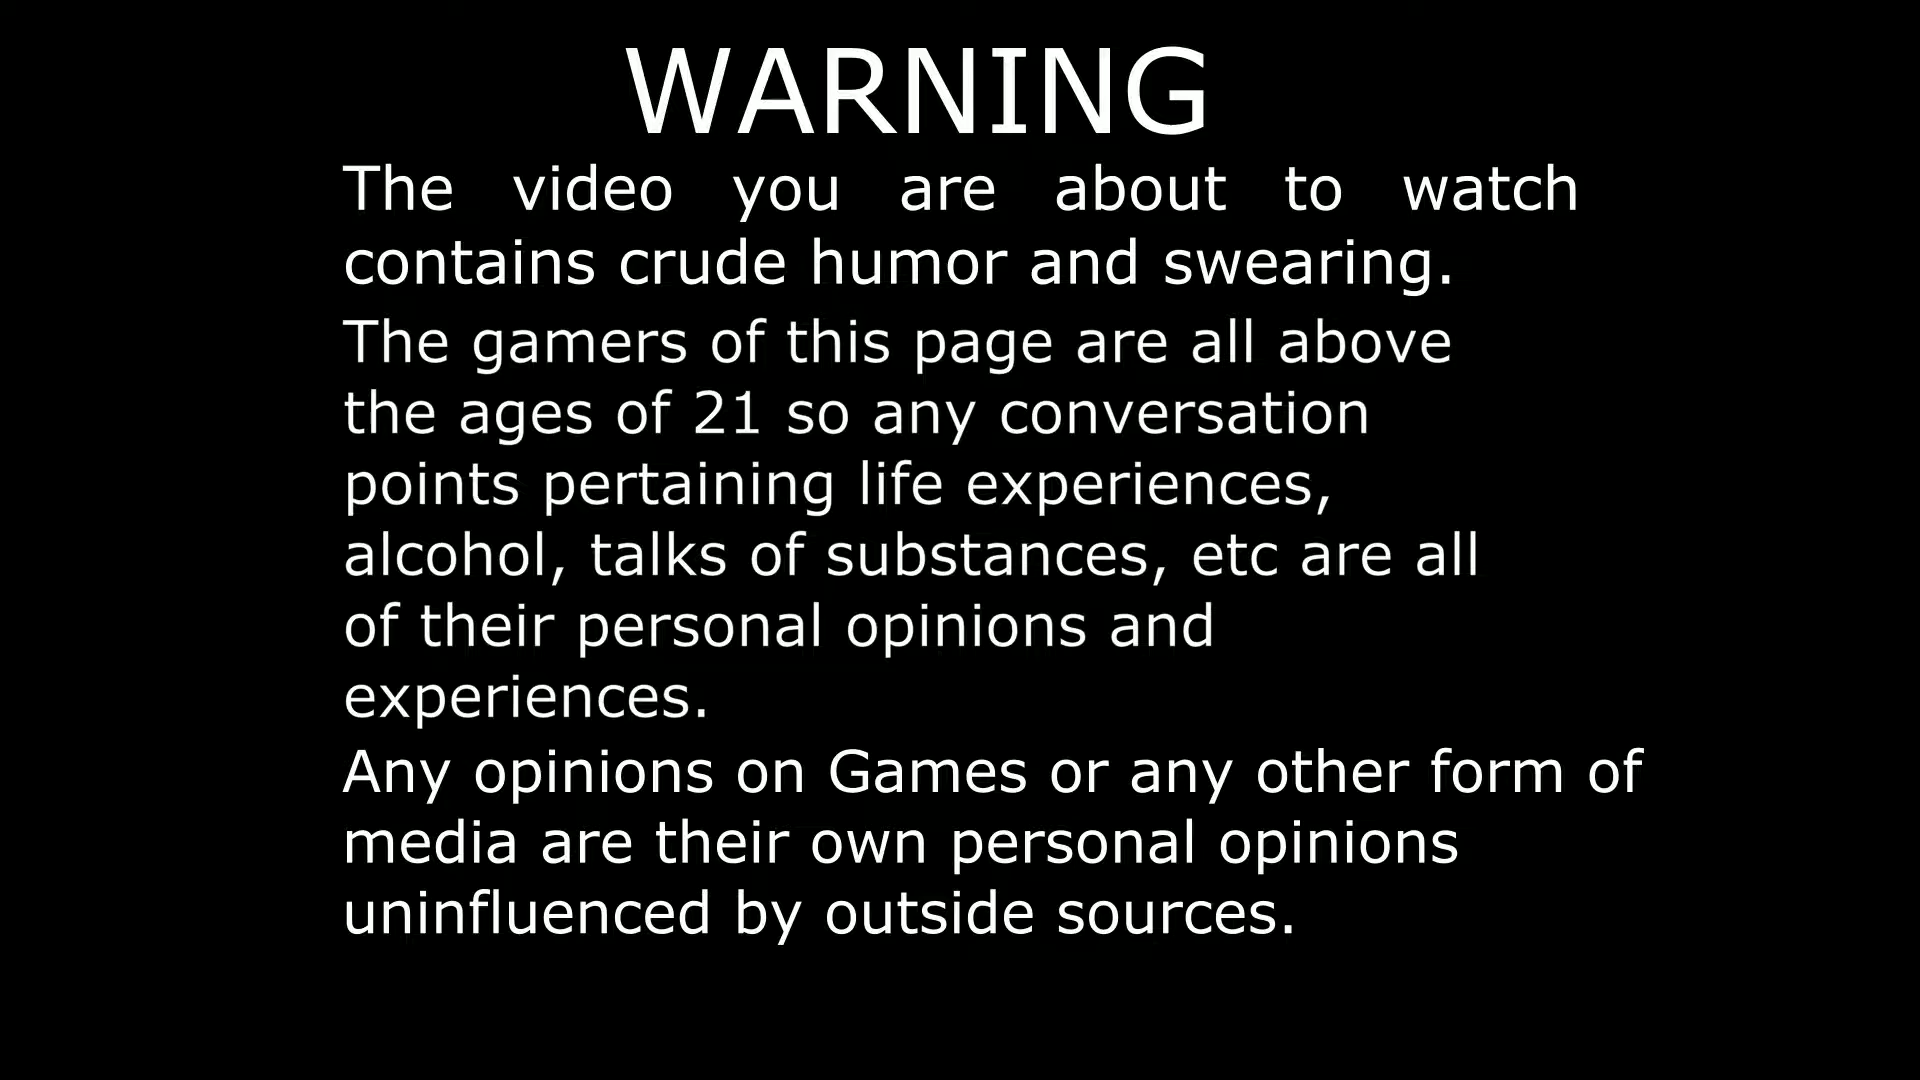 WARNING
The video you are about to watch
contains crude humor and swearing.
The gamers of this page are all above
the ages of 21 so any conversation
points pertaining life experiences,
alcohol, talks of substances, etc are all
of their personal opinions and
experiences.
Any opinions on Games or any other form of
media are their own personal opinions
uninfluenced by outside sources.